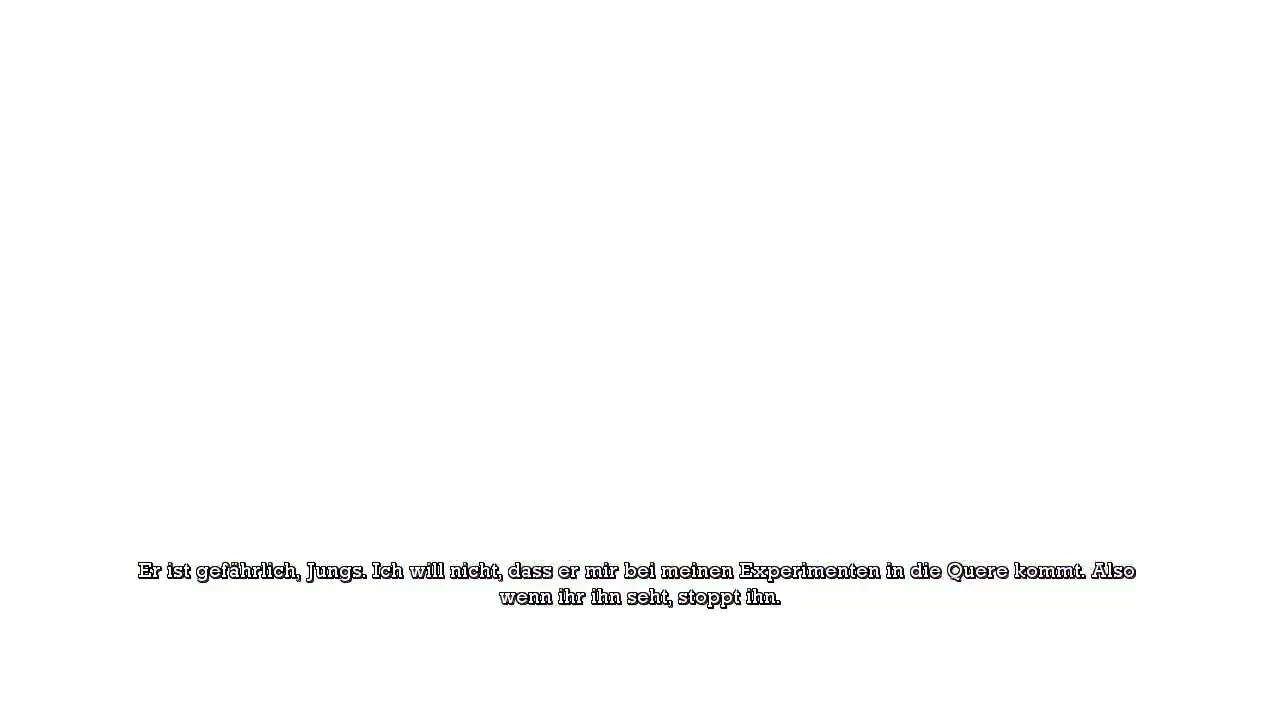 Er ist gefährlich, Jungs. Ich will nicht, dass er mir bei meinen Experimenten in die Quere kommt. Also
wenn ihr ihn seht, stoppt ihn.